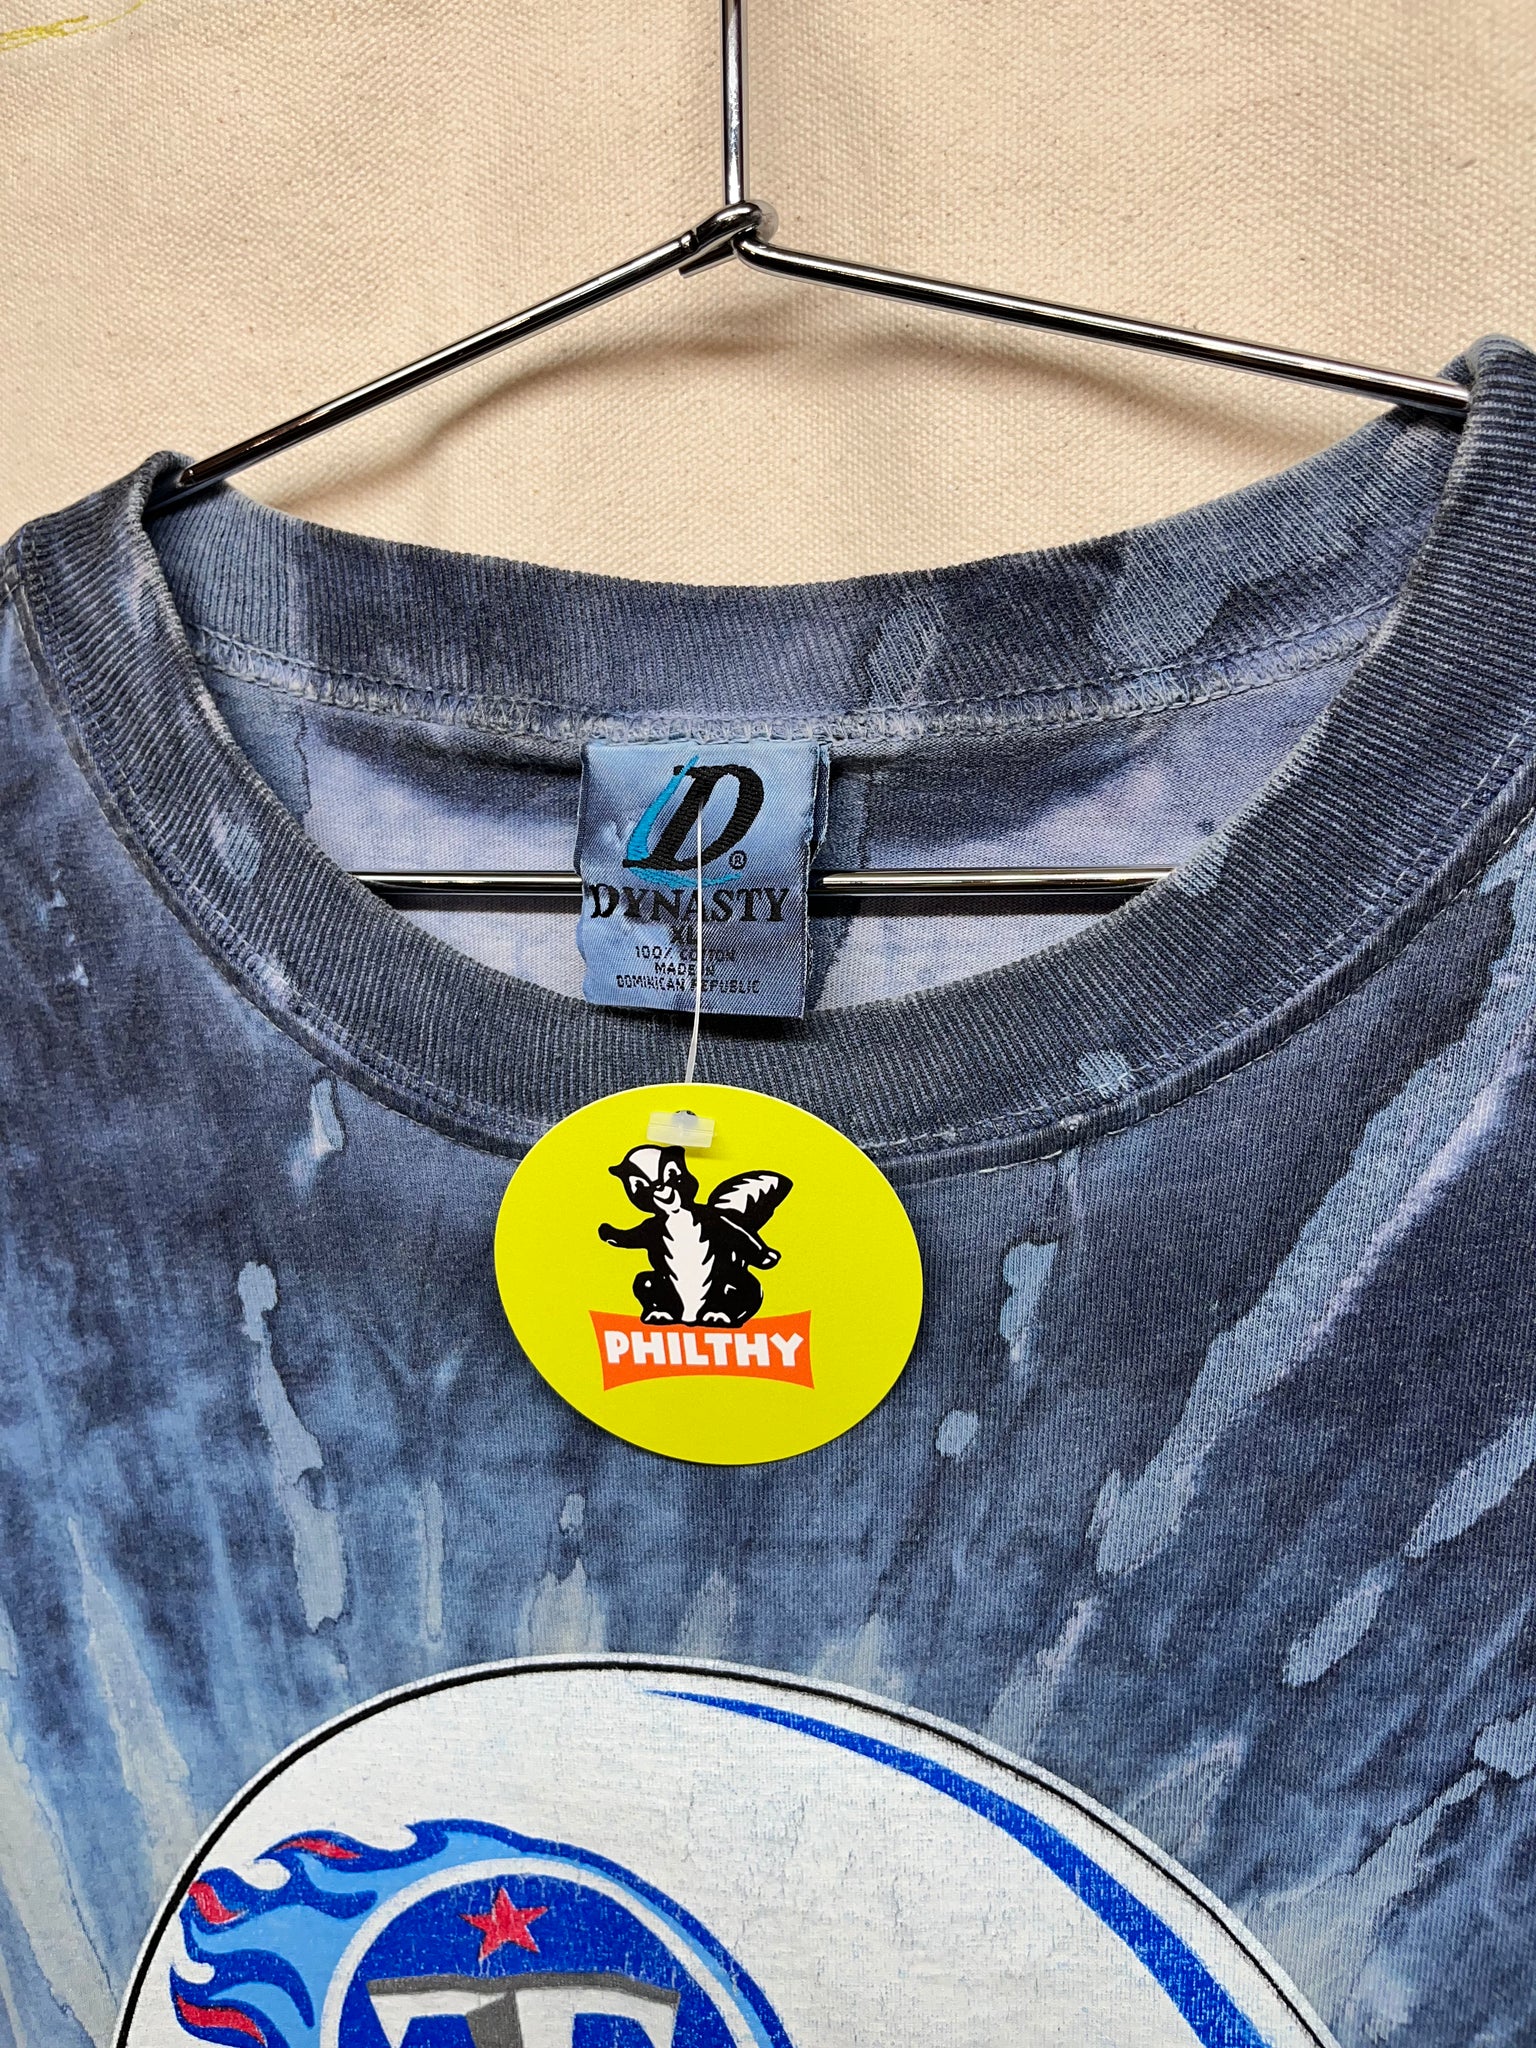 D®
DYNASTY
XL
100% COTTON
MADE IN
DOMINICAN REPUBLIC
PHILTHY
T